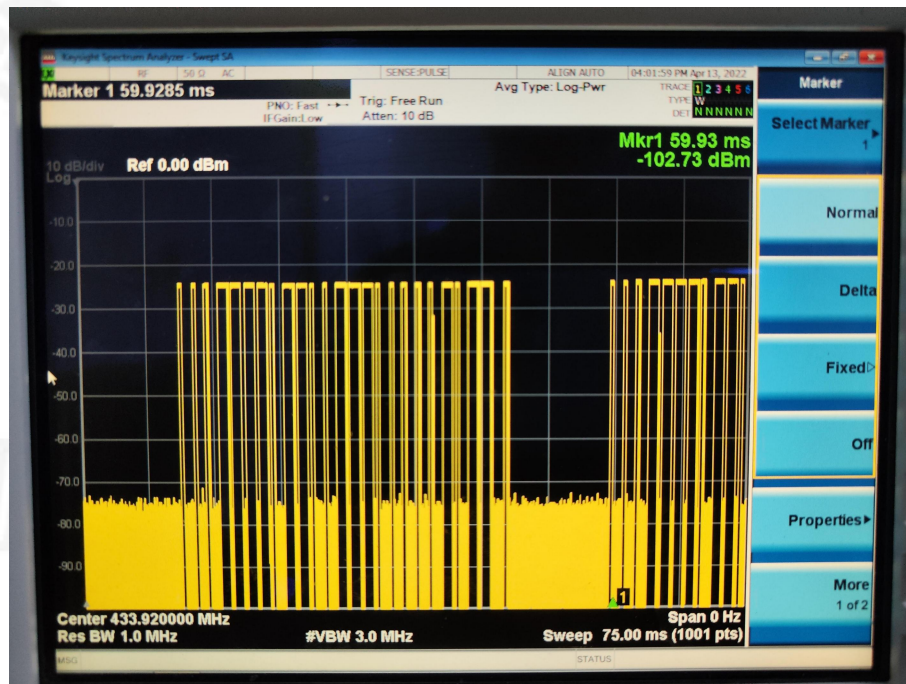 Keysight Spectrum Analyzer - Swept SA
RF 50 Ω AC SENSE:PULSE ALIGN AUTO 04:01:59 PM Apr 13, 2022
Marker 1 59.9285 ms
PNO: Fast Trig: Free Run Avg Type: Log-Pwr TRACE 1 2 3 4 5 6
IFGain:Low Atten: 10 dB TYPE W
DET N N N N N N
Mkr1 59.93 ms
-102.73 dBm
10 dB/div Ref 0.00 dBm
Log
-10.0
-20.0
-30.0
-40.0
-50.0
-60.0
-70.0
-80.0
-90.0
1
Center 433.920000 MHz Span 0 Hz
Res BW 1.0 MHz #VBW 3.0 MHz Sweep 75.00 ms (1001 pts)
MSG STATUS
Marker
Select Marker
1
Normal
Delta
Fixed
Off
Properties
More
1 of 2